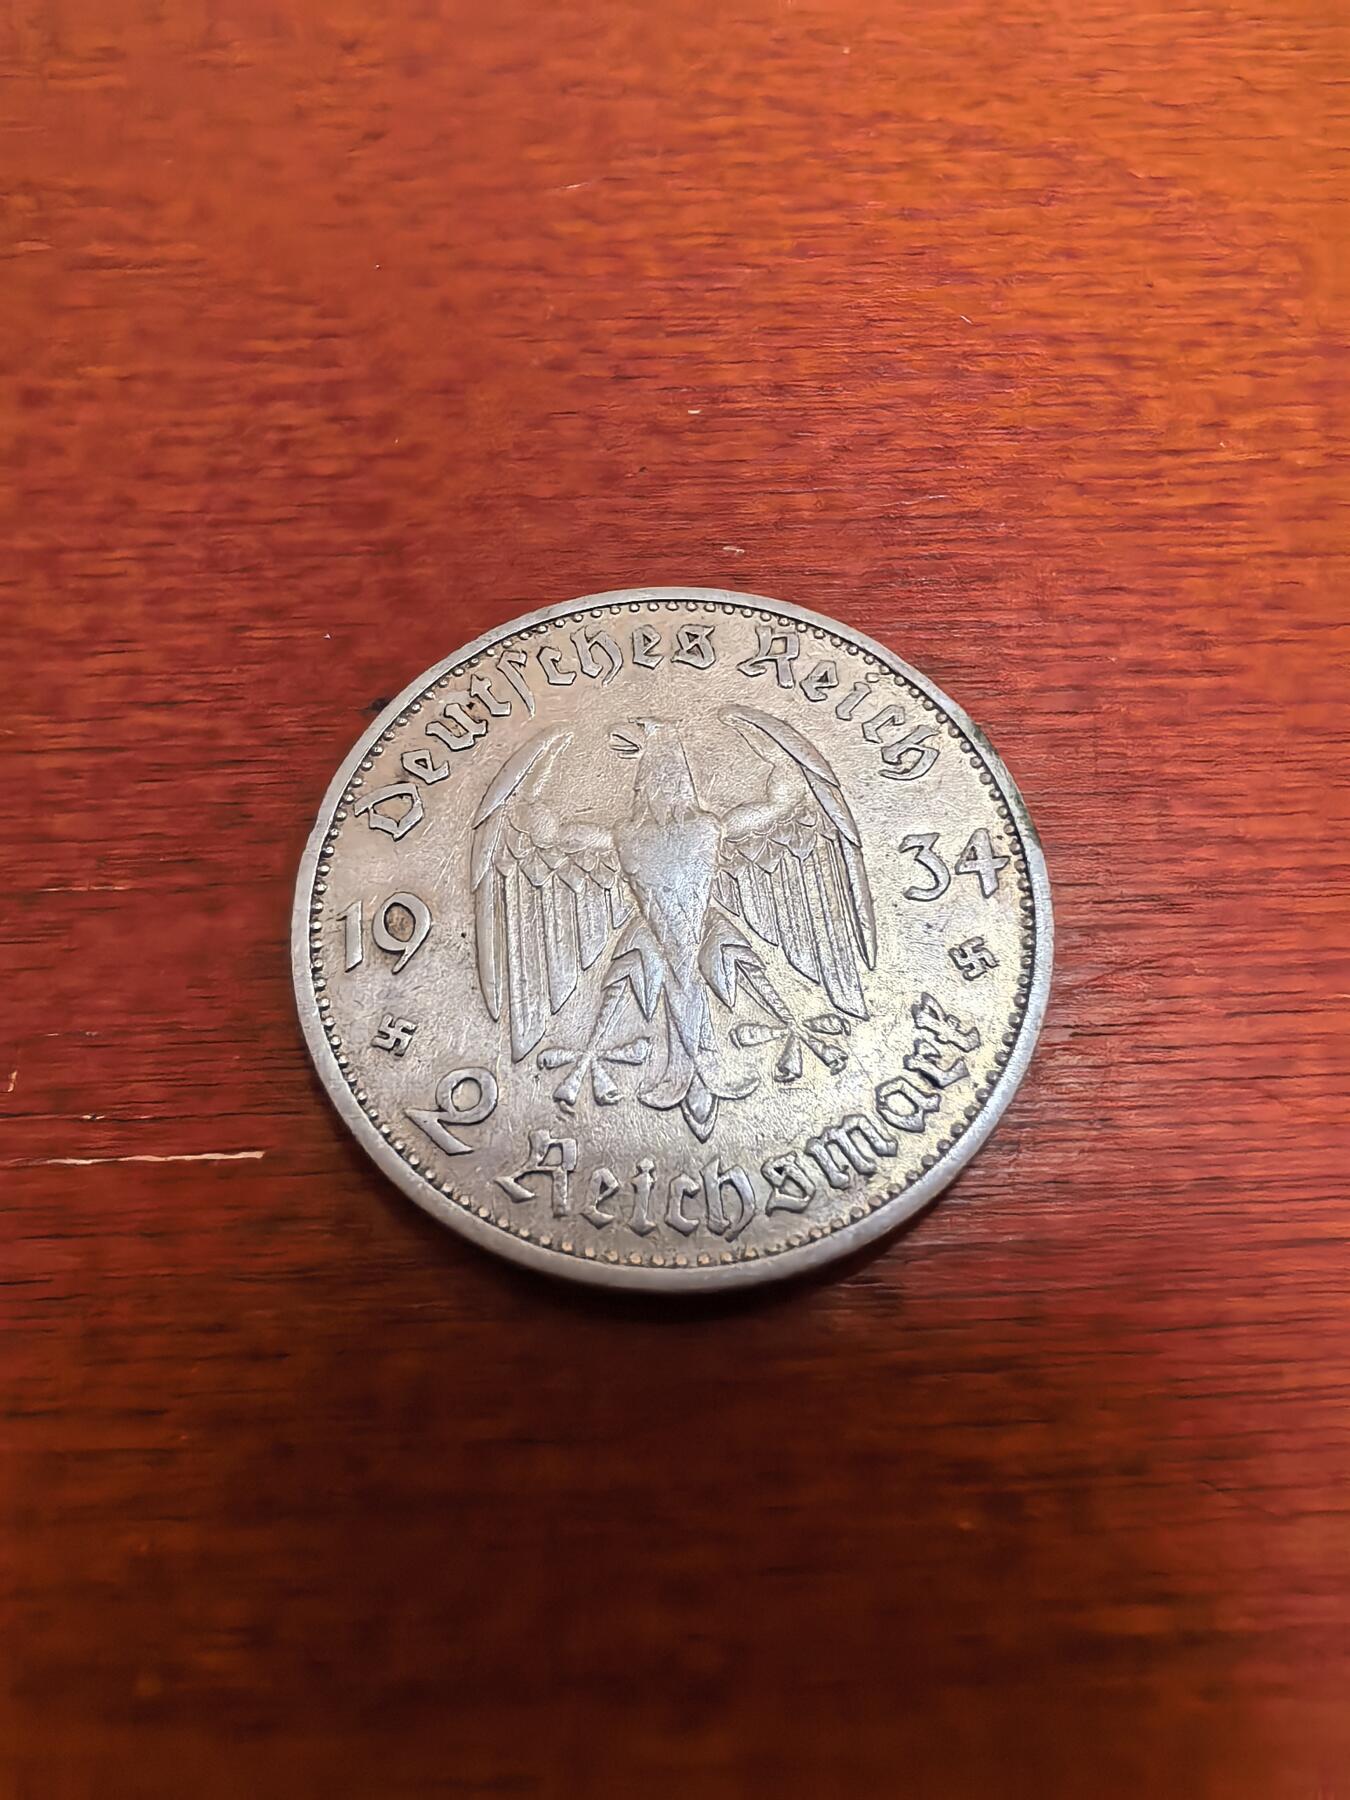 Deutſches Reich
1934
2 Reichsmark